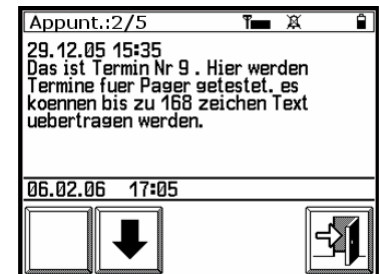 Appunt.:2/5
29.12.05 15:35
Das ist Termin Nr 9 . Hier werden
Termine fuer Pager getestet. es
koennen bis zu 168 zeichen Text
uebertragen werden.
06.02.06 17:05